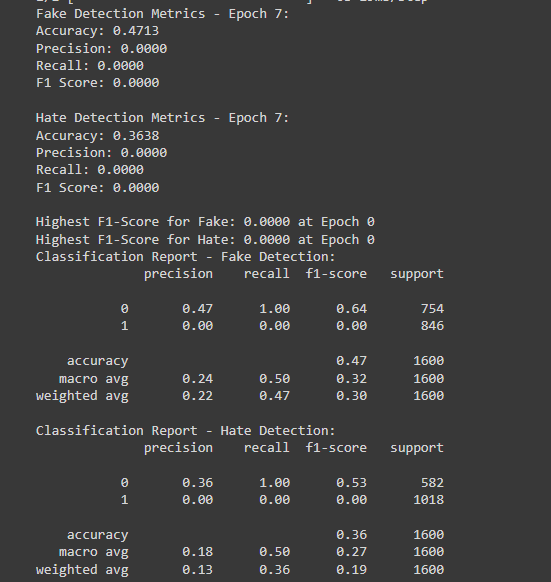 Fake Detection Metrics - Epoch 7:
Accuracy: 0.4713
Precision: 0.0000
Recall: 0.0000
F1 Score: 0.0000
Hate Detection Metrics - Epoch 7:
Accuracy: 0.3638
Precision: 0.0000
Recall: 0.0000
F1 Score: 0.0000
Highest F1-Score for Fake: 0.0000 at Epoch 0
Highest F1-Score for Hate: 0.0000 at Epoch 0
Classification Report - Fake Detection:
precision recall f1-score support
0 0.47 1.00 0.64 754
1 0.00 0.00 0.00 846
accuracy 0.47 1600
macro avg 0.24 0.50 0.32 1600
weighted avg 0.22 0.47 0.30 1600
Classification Report - Hate Detection:
precision recall f1-score support
0 0.36 1.00 0.53 582
1 0.00 0.00 0.00 1018
accuracy 0.36 1600
macro avg 0.18 0.50 0.27 1600
weighted avg 0.13 0.36 0.19 1600